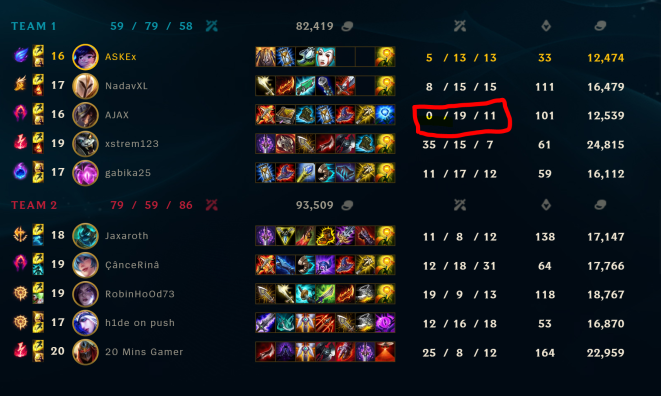 TEAM 1 59 / 79 / 58 82,419
16 ASKEx 5 / 13 / 13 33 12,474
17 NadavXL 8 / 15 / 15 111 16,479
16 AJAX 0 / 19 / 11 101 12,539
19 xstrem123 35 / 15 / 7 61 24,815
17 gabika25 11 / 17 / 12 59 16,112
TEAM 2 79 / 59 / 86 93,509
18 Jaxaroth 11 / 8 / 12 138 17,147
19 ÇânceRinâ 12 / 18 / 31 64 17,766
19 RobinHoOd73 19 / 9 / 13 118 18,767
17 h1de on push 12 / 16 / 18 53 16,870
20 20 Mins Gamer 25 / 8 / 12 164 22,959